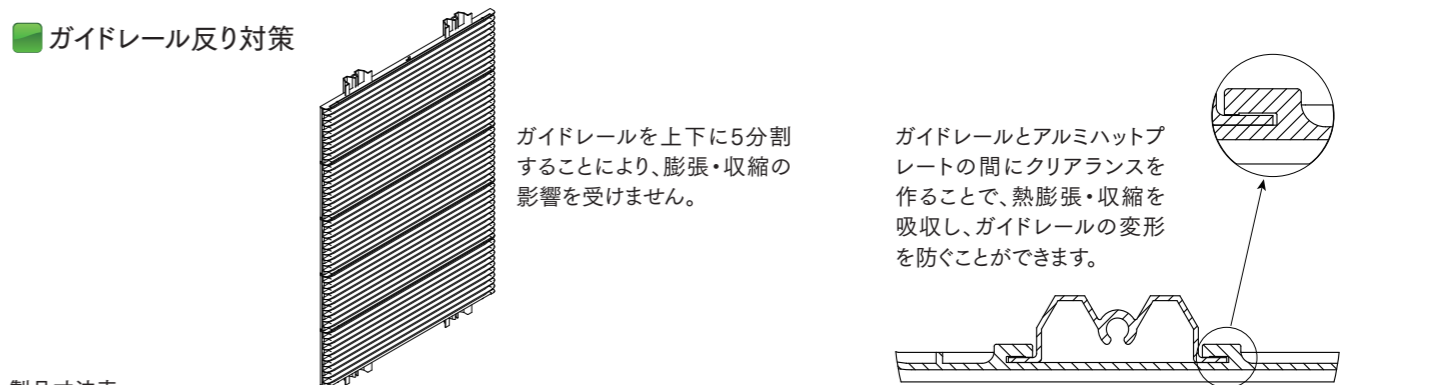 ガイドレール反り対策
ガイドレールを上下に5分割
することにより、膨張・収縮の
影響を受けません。
ガイドレールとアルミハットプ
レートの間にクリアランスを
作ることで、熱膨張・収縮を
吸収し、ガイドレールの変形
を防ぐことができます。